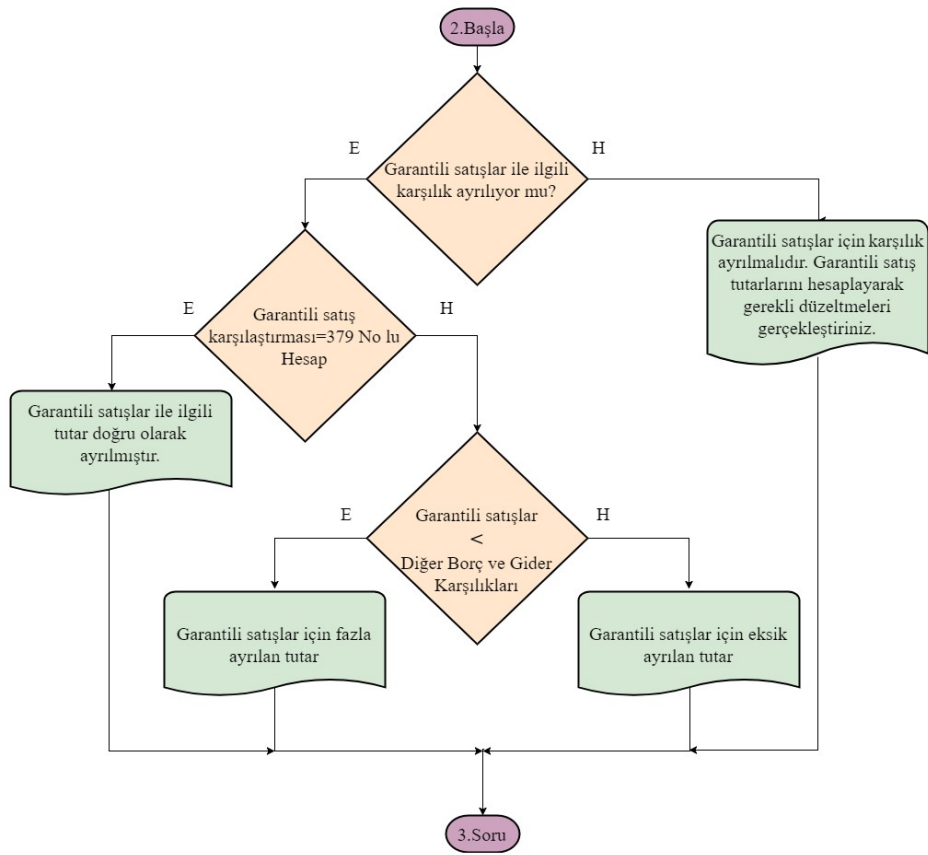 2.Başla
E
H
Garantili satışlar ile ilgili
karşılık ayrılıyor mu?
Garantili satışlar için karşılık
ayrılmalıdır. Garantili satış
tutarlarını hesaplayarak
gerekli düzeltmeleri
gerçekleştiriniz.
E
H
Garantili satış
karşılaştırması=379 No lu
Hesap
Garantili satışlar ile ilgili
tutar doğru olarak
ayrılmıştır.
E
H
Garantili satışlar
<
Diğer Borç ve Gider
Karşılıkları
Garantili satışlar için fazla
ayrılan tutar
Garantili satışlar için eksik
ayrılan tutar
3.Soru